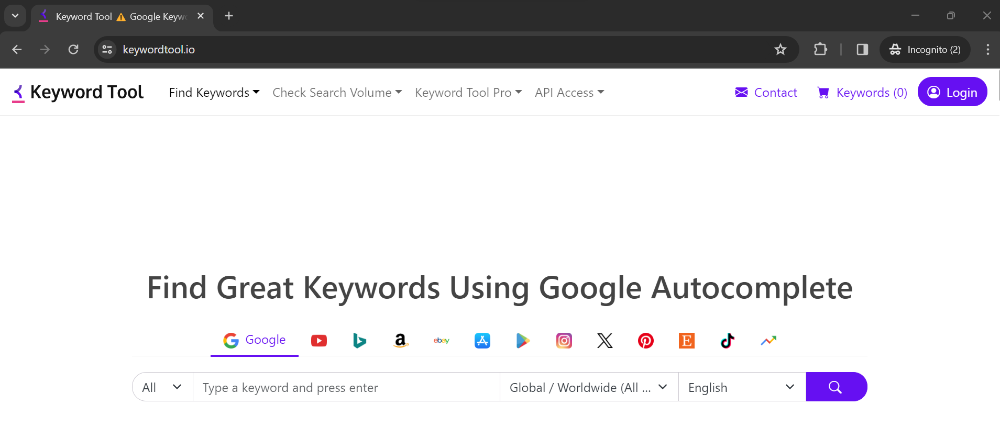 Keyword Tool ⚠ Google Keyw
keywordtool.io
Incognito (2)
Keyword Tool
Find Keywords
Check Search Volume
Keyword Tool Pro
API Access
Contact
Keywords (0)
Login
Find Great Keywords Using Google Autocomplete
Google
ebay
All
Type a keyword and press enter
Global / Worldwide (All ...
English